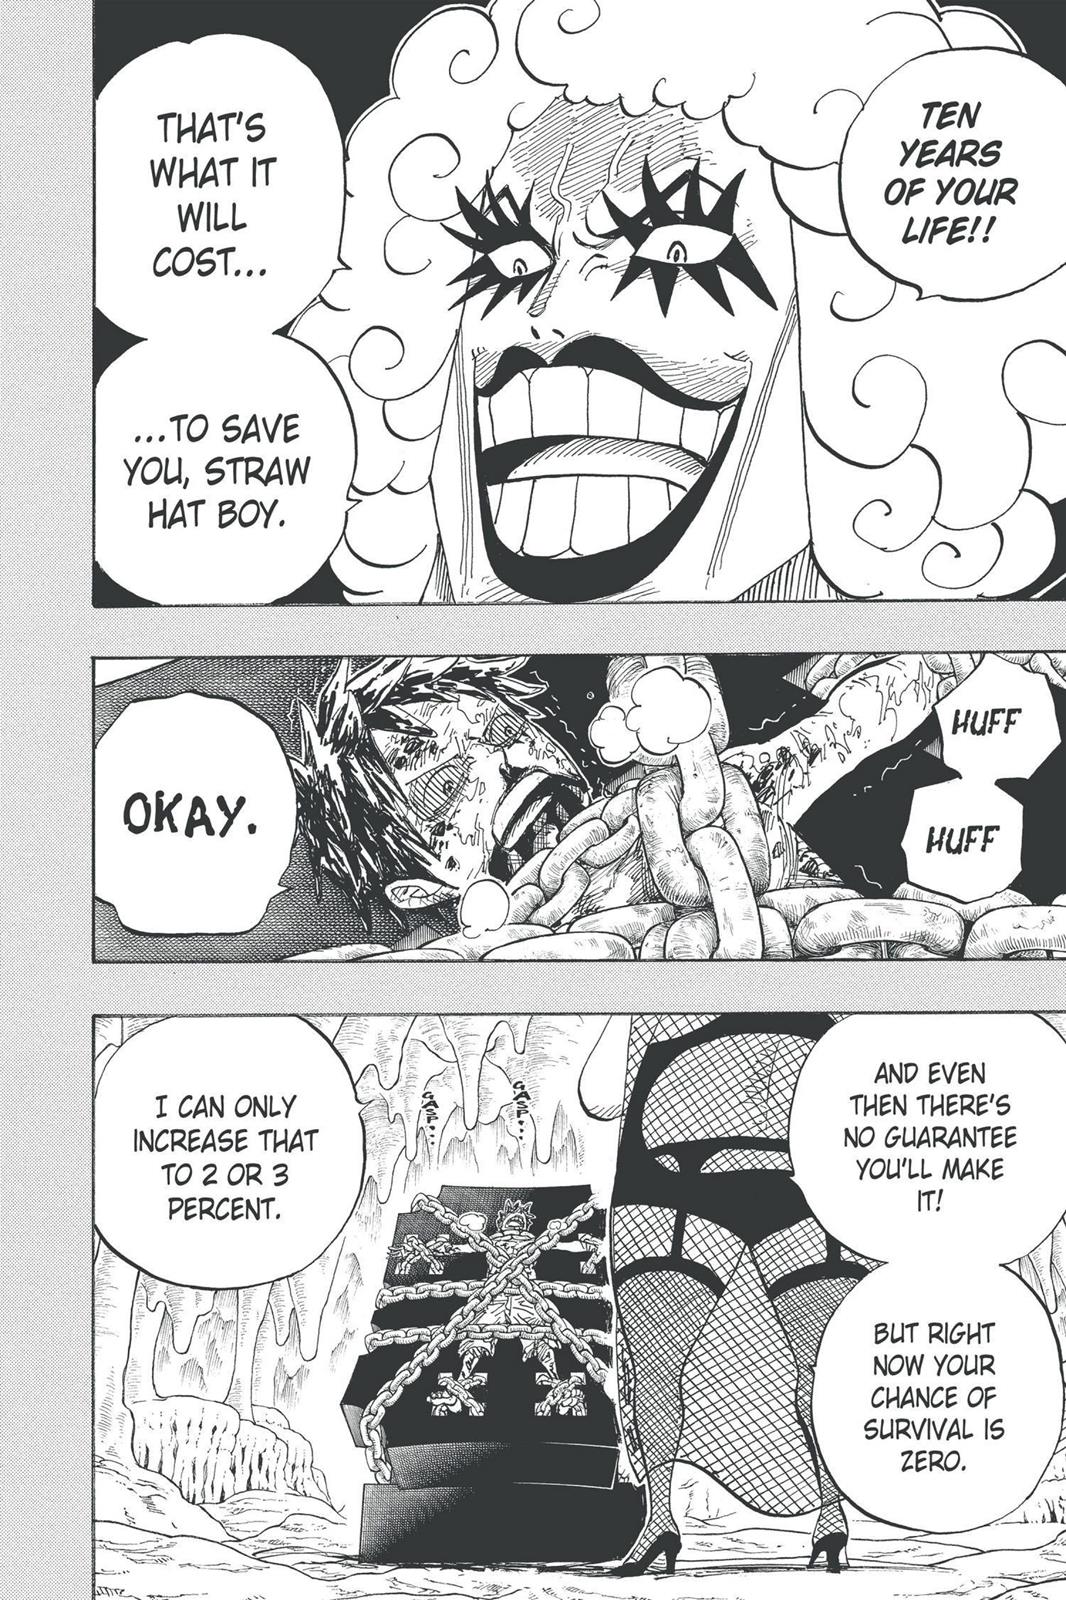 TEN
YEARS
OF YOUR
LIFE!!
THAT'S
WHAT IT
WILL
COST...
...TO SAVE
YOU, STRAW
HAT BOY.
HUFF
HUFF
OKAY.
AND EVEN
THEN THERE'S
NO GUARANTEE
YOU'LL MAKE
IT!
BUT RIGHT
NOW YOUR
CHANCE OF
SURVIVAL IS
ZERO.
GASP...
GASP...
I CAN ONLY
INCREASE THAT
TO 2 OR 3
PERCENT.